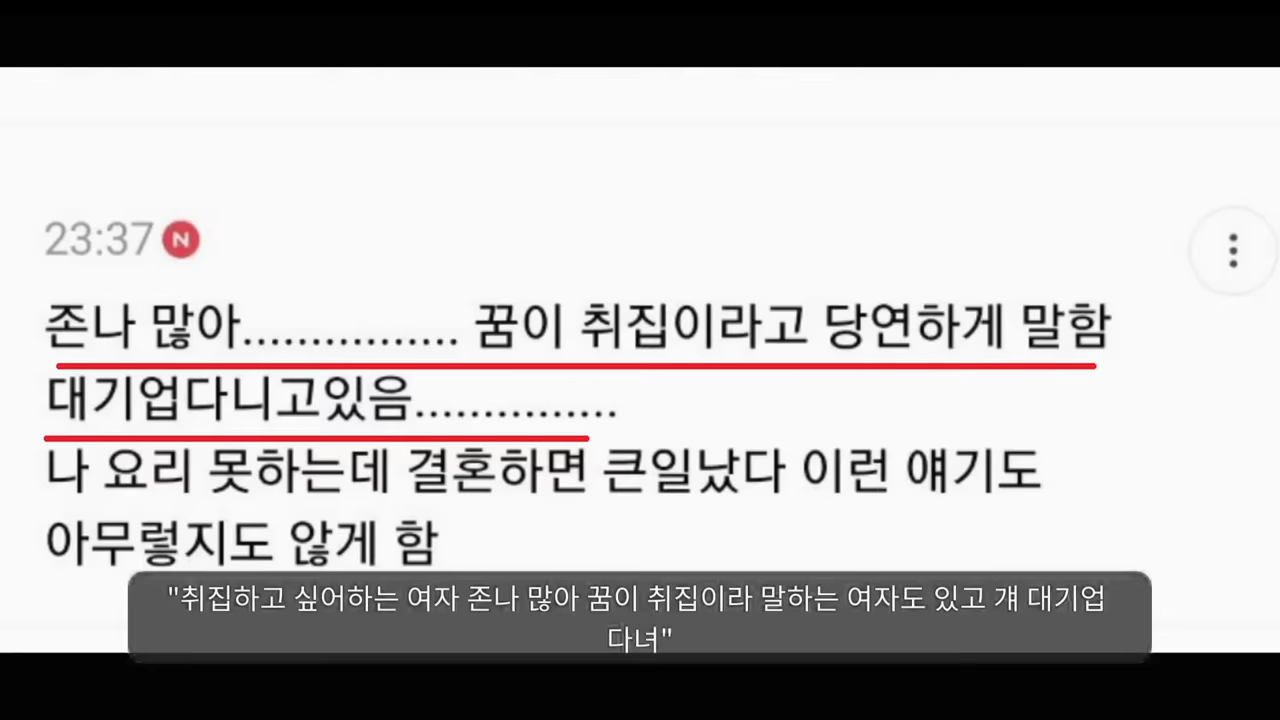 23:37 N
존나 많아................ 꿈이 취집이라고 당연하게 말함
대기업다니고있음...............
나 요리 못하는데 결혼하면 큰일났다 이런 얘기도
아무렇지도 않게 함
"취집하고 싶어하는 여자 존나 많아 꿈이 취집이라 말하는 여자도 있고 걔 대기업
다녀"